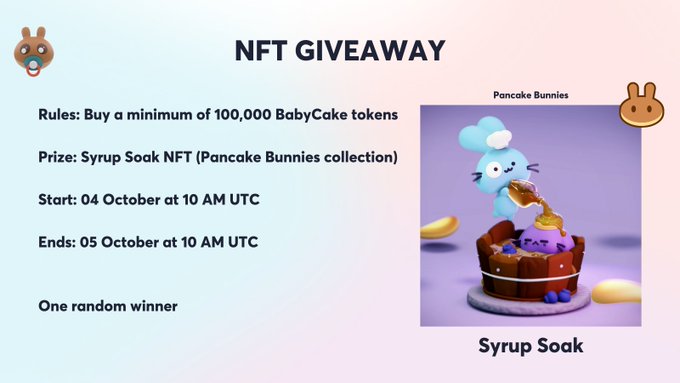 NFT GIVEAWAY
Rules: Buy a minimum of 100,000 BabyCake tokens
Prize: Syrup Soak NFT (Pancake Bunnies collection)
Start: 04 October at 10 AM UTC
Ends: 05 October at 10 AM UTC
One random winner
Pancake Bunnies
Syrup Soak